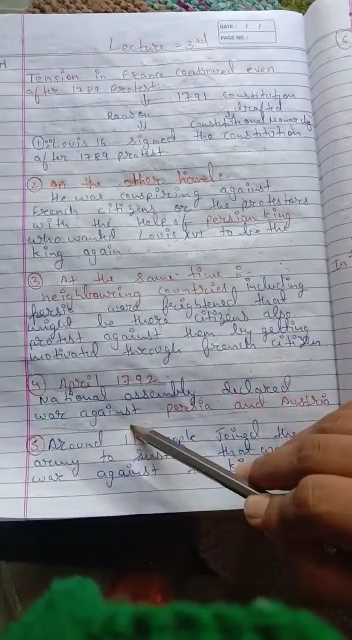 DATE: / /
PAGE NO.:
Lecture - 3rd
Tension in France continued even
after 1789 protest
1791 constitution
drafted
Reason
constitutional Monarchy
① Louis 16 signed the constitution
after 1789 protest
② On the other hand :-
He was conspiring against
French citizens or the protestors
with the help of persian king
who wanted Louis XVI to be the
king again
③ At the same time :-
neighbouring countries, including
persia were frightened that
might be there citizens also
protest against them by getting
motivated through french citizen
④ April 1792
National assembly declared
war against persia and Austria
⑤ Around people joined the
army to
war against